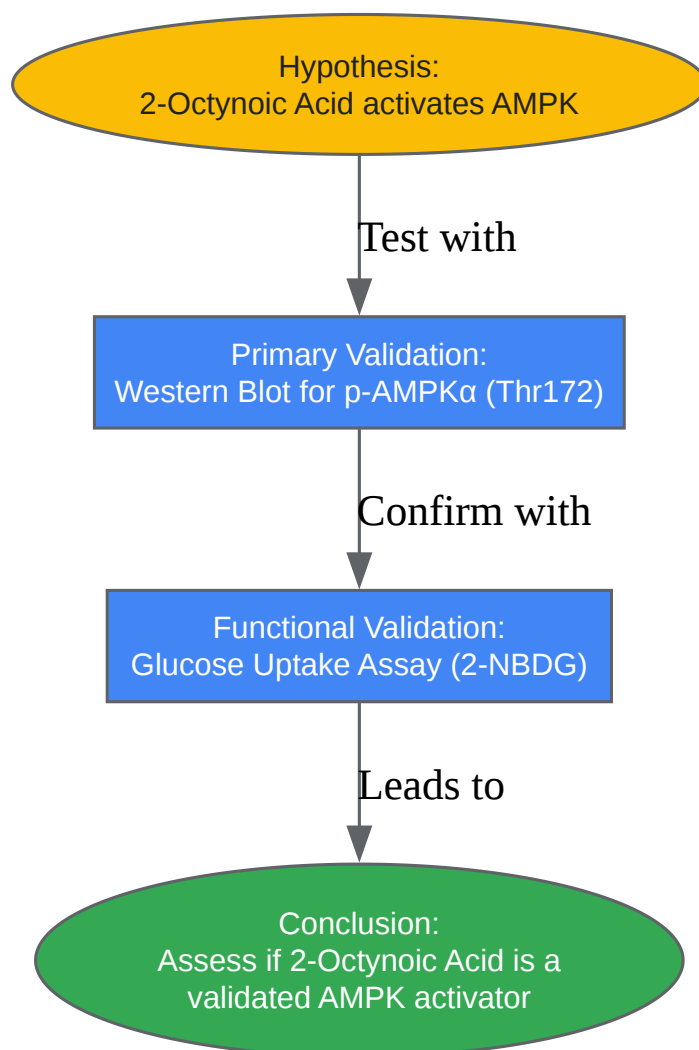 Hypothesis:
2-Octynoic Acid activates AMPK
Test with
Primary Validation:
Western Blot for p-AMPKα (Thr172)
Confirm with
Functional Validation:
Glucose Uptake Assay (2-NBDG)
Leads to
Conclusion:
Assess if 2-Octynoic Acid is a
validated AMPK activator